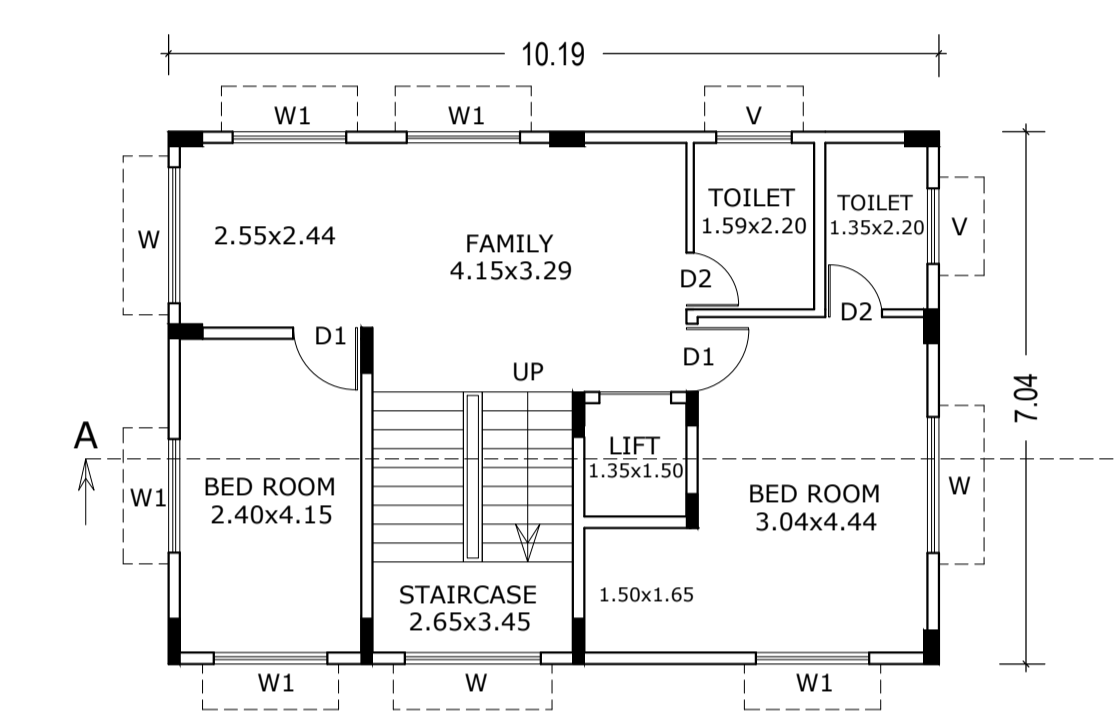 10.19
W1
W1
V
TOILET
1.59x2.20
TOILET
1.35x2.20
V
W
2.55x2.44
FAMILY
4.15x3.29
D2
D2
D1
D1
UP
7.04
A
LIFT
1.35x1.50
W1
BED ROOM
2.40x4.15
BED ROOM
3.04x4.44
W
STAIRCASE
2.65x3.45
1.50x1.65
W1
W
W1